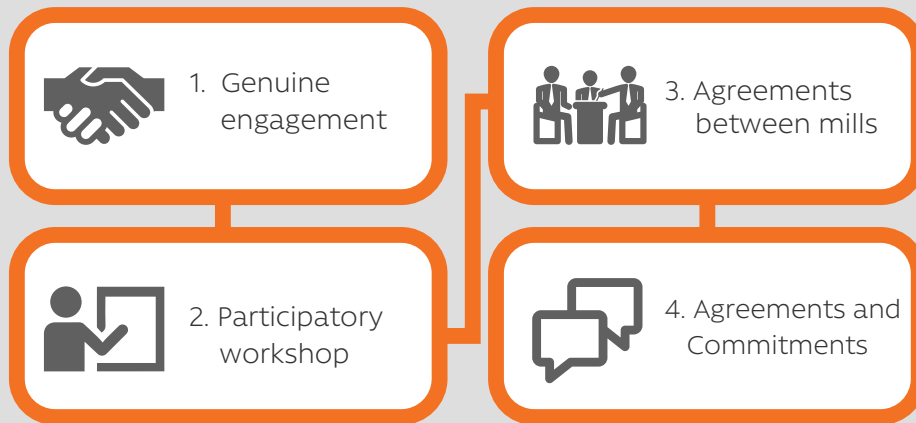 1. Genuine
engagement
2. Participatory
workshop
3. Agreements
between mills
4. Agreements and
Commitments